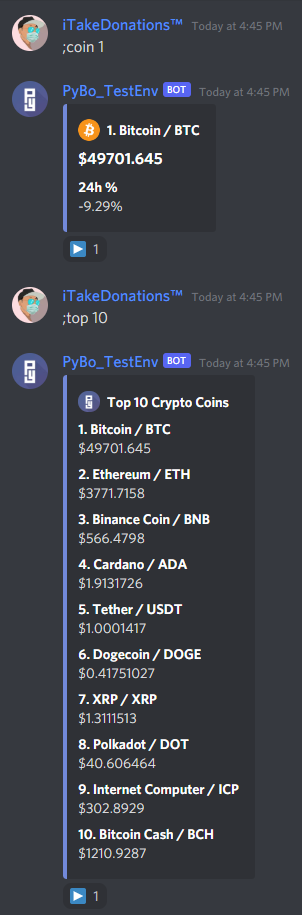 iTakeDonations™ Today at 4:45 PM
;coin 1
PyBo_TestEnv BOT Today at 4:45 PM
1. Bitcoin / BTC
$49701.645
24h %
-9.29%
1
iTakeDonations™ Today at 4:45 PM
;top 10
PyBo_TestEnv BOT Today at 4:45 PM
Top 10 Crypto Coins
1. Bitcoin / BTC
$49701.645
2. Ethereum / ETH
$3771.7158
3. Binance Coin / BNB
$566.4798
4. Cardano / ADA
$1.9131726
5. Tether / USDT
$1.0001417
6. Dogecoin / DOGE
$0.41751027
7. XRP / XRP
$1.3111513
8. Polkadot / DOT
$40.606464
9. Internet Computer / ICP
$302.8929
10. Bitcoin Cash / BCH
$1210.9287
1